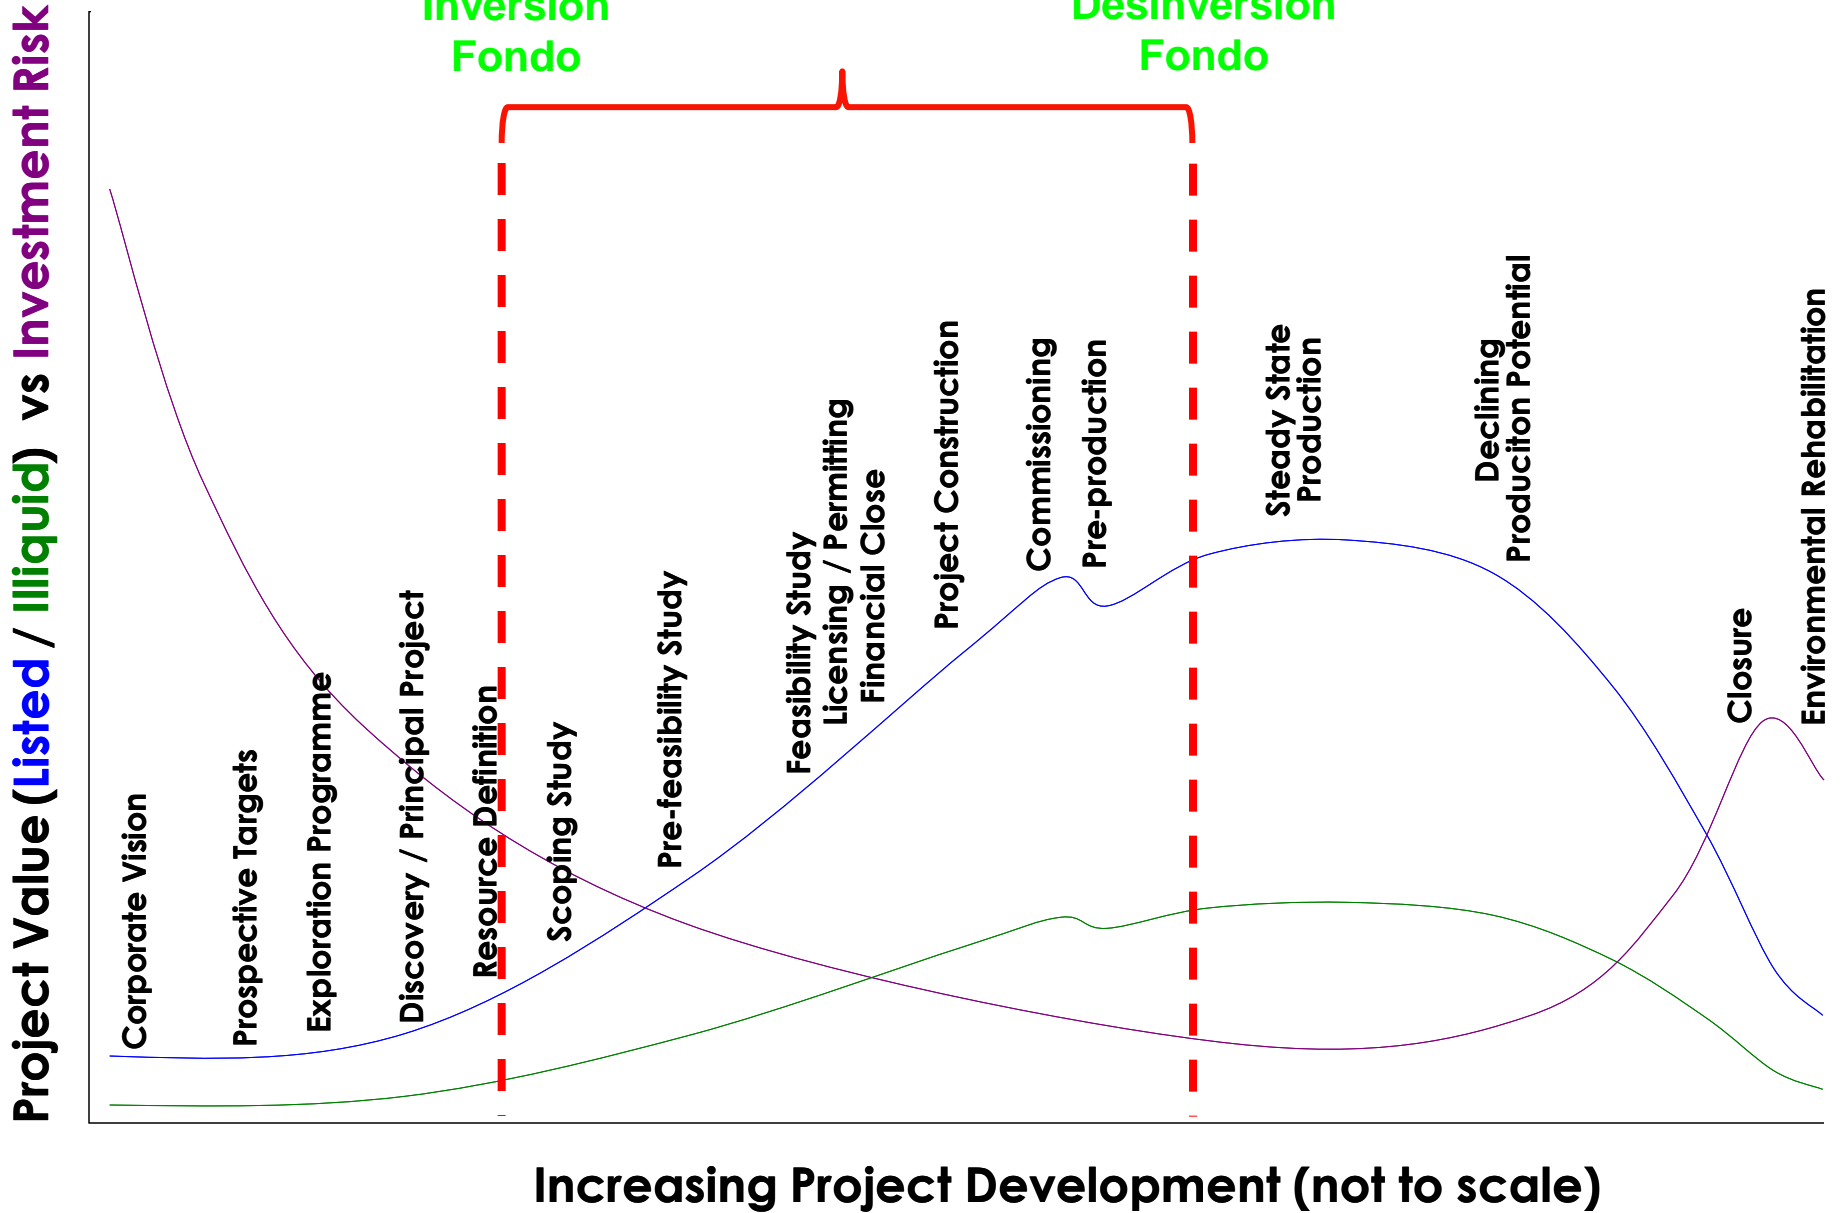 Inversion
Fondo
Desinversion
Fondo
Project Value (Listed / Illiquid) vs Investment Risk
Corporate Vision
Prospective Targets
Exploration Programme
Discovery / Principal Project
Resource Definition
Scoping Study
Pre-feasibility Study
Feasibility Study
Licensing / Permitting
Financial Close
Project Construction
Commissioning
Pre-production
Steady State
Production
Declining
Produciton Potential
Closure
Environmental Rehabilitation
Increasing Project Development (not to scale)